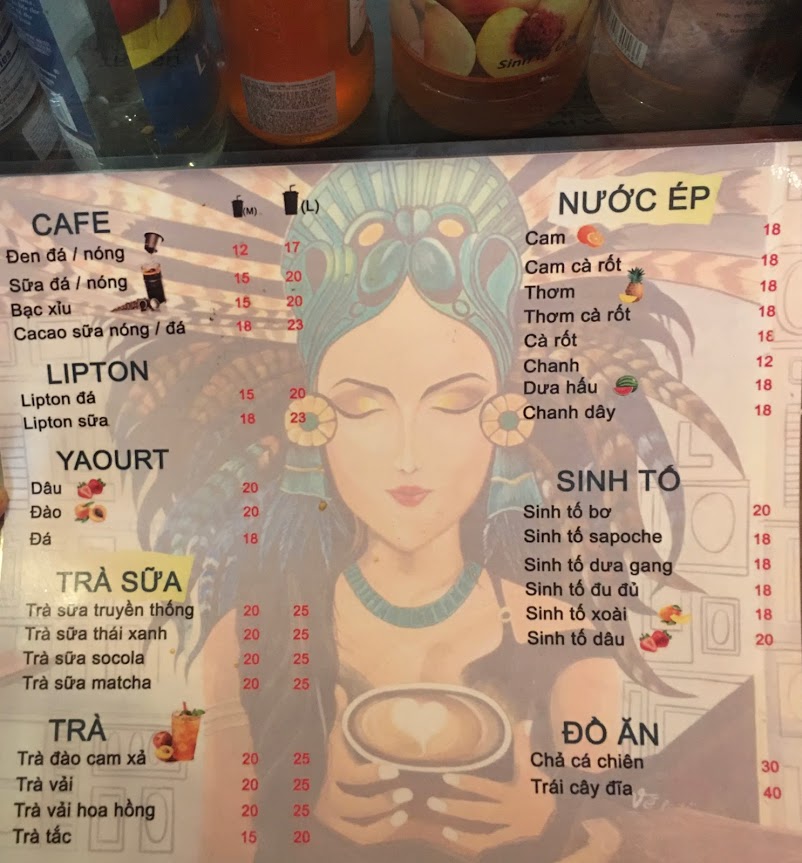 Sinh
CAFE (M) (L)
Đen đá / nóng 12 17
Sữa đá / nóng 15 20
Bạc xỉu 15 20
Cacao sữa nóng / đá 18 23
LIPTON
Lipton đá 15 20
Lipton sữa 18 23
YAOURT
Dâu 20
Đào 20
Đá 18
TRÀ SỮA
Trà sữa truyền thống 20 25
Trà sữa thái xanh 20 25
Trà sữa socola 20 25
Trà sữa matcha 20 25
TRÀ
Trà đào cam xả 20 25
Trà vải 20 25
Trà vải hoa hồng 20 25
Trà tắc 15 20
NƯỚC ÉP
Cam 18
Cam cà rốt 18
Thơm 18
Thơm cà rốt 18
Cà rốt 18
Chanh 12
Dưa hấu 18
Chanh dây 18
SINH TỐ
Sinh tố bơ 20
Sinh tố sapoche 18
Sinh tố dưa gang 18
Sinh tố đu đủ 18
Sinh tố xoài 18
Sinh tố dâu 20
ĐỒ ĂN
Chả cá chiên 30
Trái cây đĩa 40